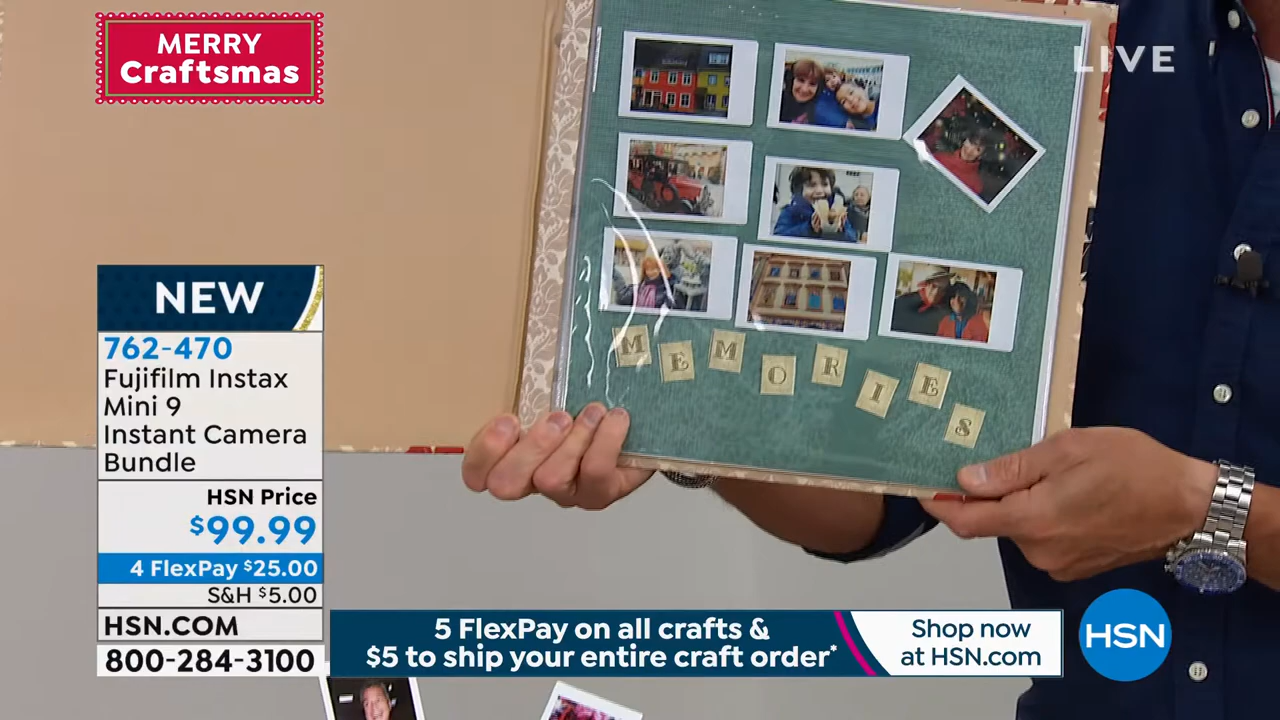 MERRY
Craftsmas
LIVE
NEW
762-470
Fujifilm Instax
Mini 9
Instant Camera
Bundle
HSN Price
$99.99
4 FlexPay $25.00
S&H $5.00
HSN.COM
800-284-3100
MEMORIES
5 FlexPay on all crafts &
$5 to ship your entire craft order*
Shop now
at HSN.com
HSN